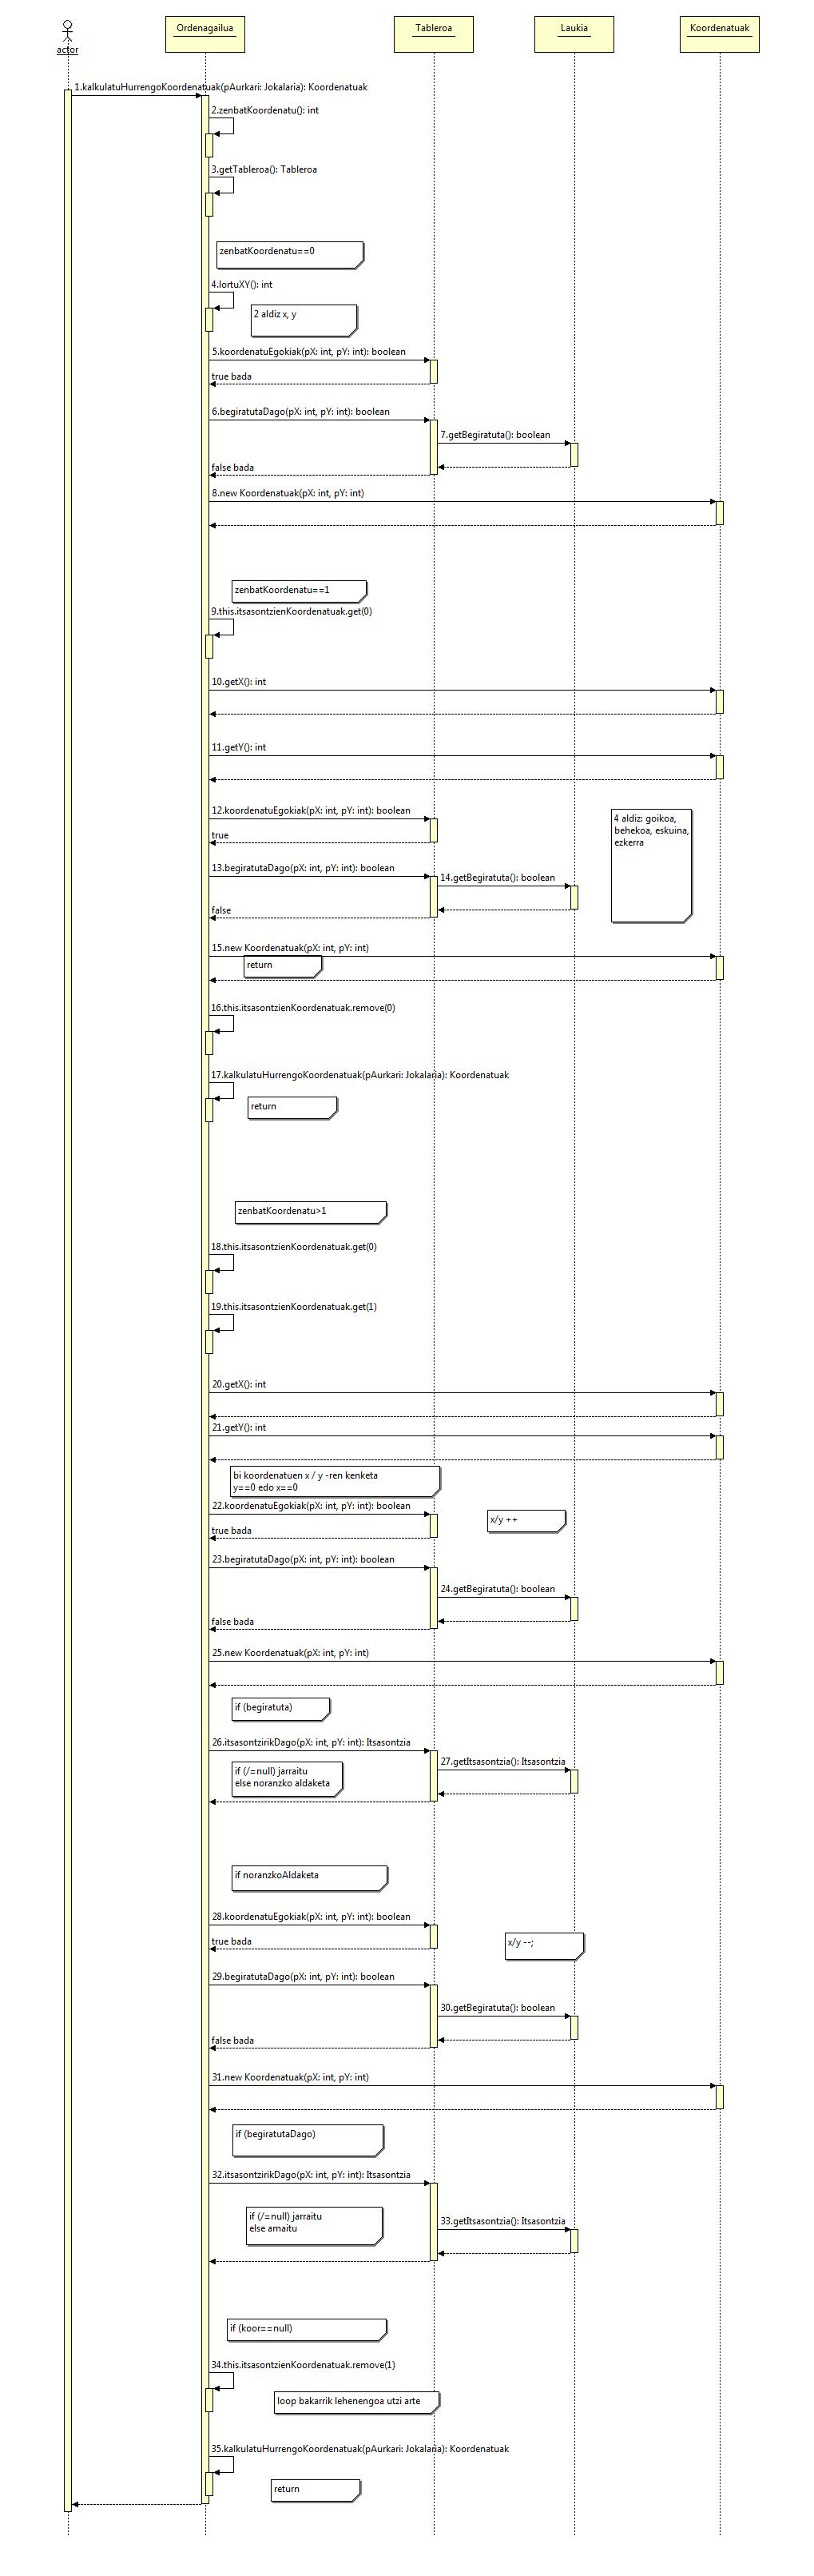 Ordenagailua
Tableroa
Laukia
Koordenatuak
actor
1.kalkulatuHurrengoKoordenatuak(pAurkari: Jokalaria): Koordenatuak
2.zenbatKoordenatu(): int
3.getTableroa(): Tableroa
zenbatKoordenatu==0
4.lortuXY(): int
2 aldiz x, y
5.koordenatuEgokiak(pX: int, pY: int): boolean
true bada
6.begiratutaDago(pX: int, pY: int): boolean
7.getBegiratuta(): boolean
false bada
8.new Koordenatuak(pX: int, pY: int)
zenbatKoordenatu==1
9.this.itsasontzienKoordenatuak.get(0)
10.getX(): int
11.getY(): int
12.koordenatuEgokiak(pX: int, pY: int): boolean
4 aldiz: goikoa,
behekoa, eskuina,
ezkerra
true
13.begiratutaDago(pX: int, pY: int): boolean
14.getBegiratuta(): boolean
false
15.new Koordenatuak(pX: int, pY: int)
return
16.this.itsasontzienKoordenatuak.remove(0)
17.kalkulatuHurrengoKoordenatuak(pAurkari: Jokalaria): Koordenatuak
return
zenbatKoordenatu>1
18.this.itsasontzienKoordenatuak.get(0)
19.this.itsasontzienKoordenatuak.get(1)
20.getX(): int
21.getY(): int
bi koordenatuen x / y -ren kenketa
y==0 edo x==0
22.koordenatuEgokiak(pX: int, pY: int): boolean
x/y ++
true bada
23.begiratutaDago(pX: int, pY: int): boolean
24.getBegiratuta(): boolean
false bada
25.new Koordenatuak(pX: int, pY: int)
if (begiratuta)
26.itsasontzirikDago(pX: int, pY: int): Itsasontzia
27.getItsasontzia(): Itsasontzia
if (/=null) jarraitu
else noranzko aldaketa
if noranzkoAldaketa
28.koordenatuEgokiak(pX: int, pY: int): boolean
true bada
x/y --;
29.begiratutaDago(pX: int, pY: int): boolean
30.getBegiratuta(): boolean
false bada
31.new Koordenatuak(pX: int, pY: int)
if (begiratutaDago)
32.itsasontzirikDago(pX: int, pY: int): Itsasontzia
if (/=null) jarraitu
else amaitu
33.getItsasontzia(): Itsasontzia
if (koor==null)
34.this.itsasontzienKoordenatuak.remove(1)
loop bakarrik lehenengoa utzi arte
35.kalkulatuHurrengoKoordenatuak(pAurkari: Jokalaria): Koordenatuak
return